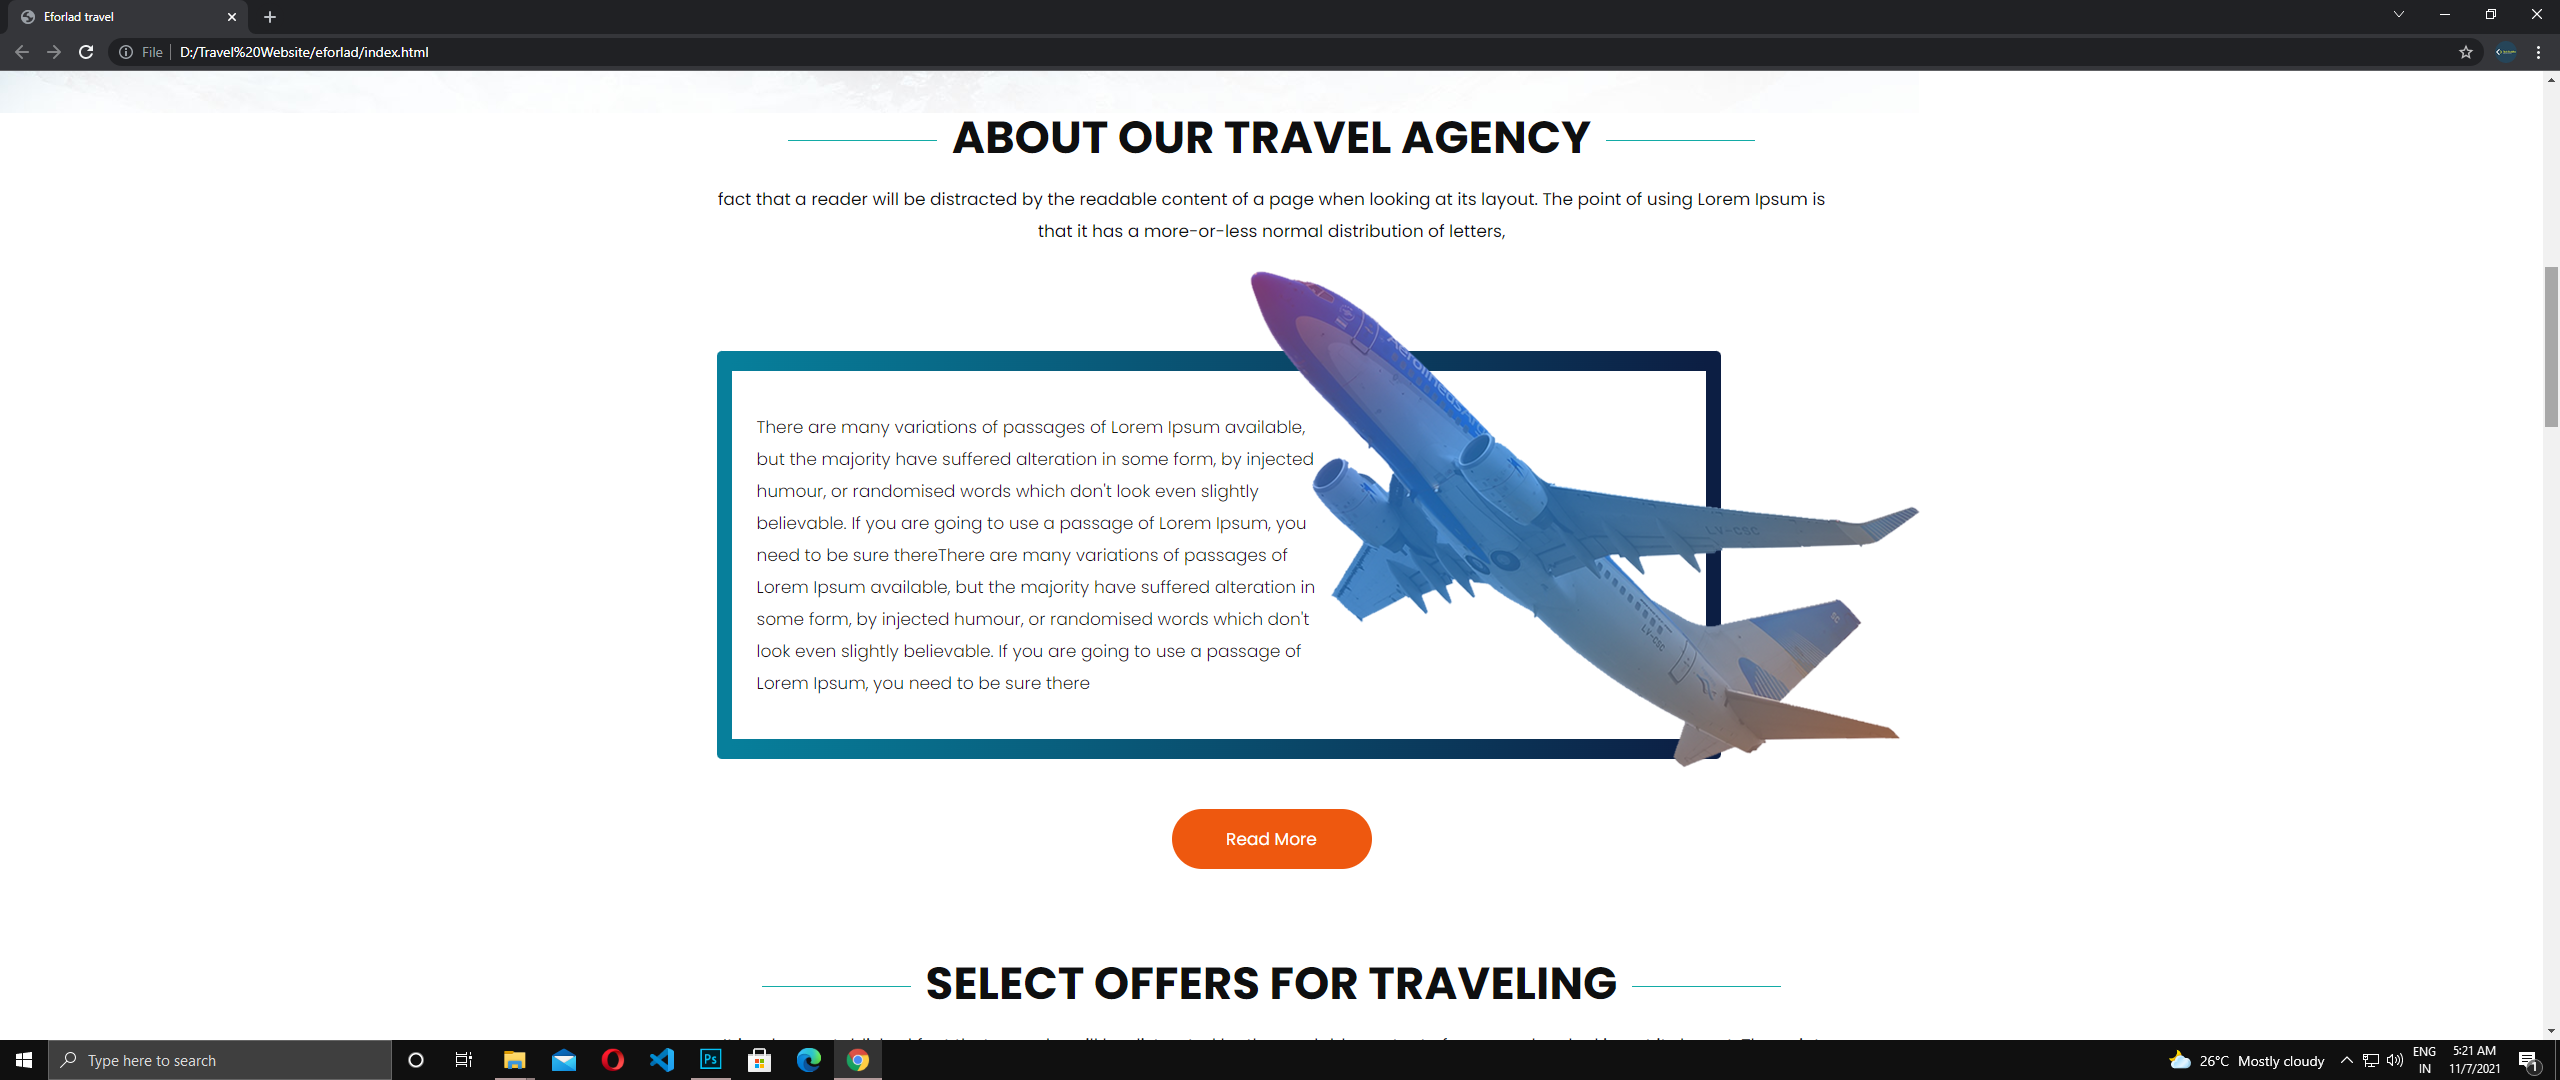 Eforlad travel
File
D:/Travel%20Website/eforlad/index.html
ABOUT OUR TRAVEL AGENCY
fact that a reader will be distracted by the readable content of a page when looking at its layout. The point of using Lorem Ipsum is
that it has a more-or-less normal distribution of letters,
There are many variations of passages of Lorem Ipsum available,
but the majority have suffered alteration in some form, by injected
humour, or randomised words which don't look even slightly
believable. If you are going to use a passage of Lorem Ipsum, you
need to be sure thereThere are many variations of passages of
Lorem Ipsum available, but the majority have suffered alteration in
some form, by injected humour, or randomised words which don't
look even slightly believable. If you are going to use a passage of
Lorem Ipsum, you need to be sure there
LV-CSC
LV-CSC
SC
Read More
SELECT OFFERS FOR TRAVELING
Type here to search
Ps
26°C Mostly cloudy
ENG
IN
5:21 AM
11/7/2021
1